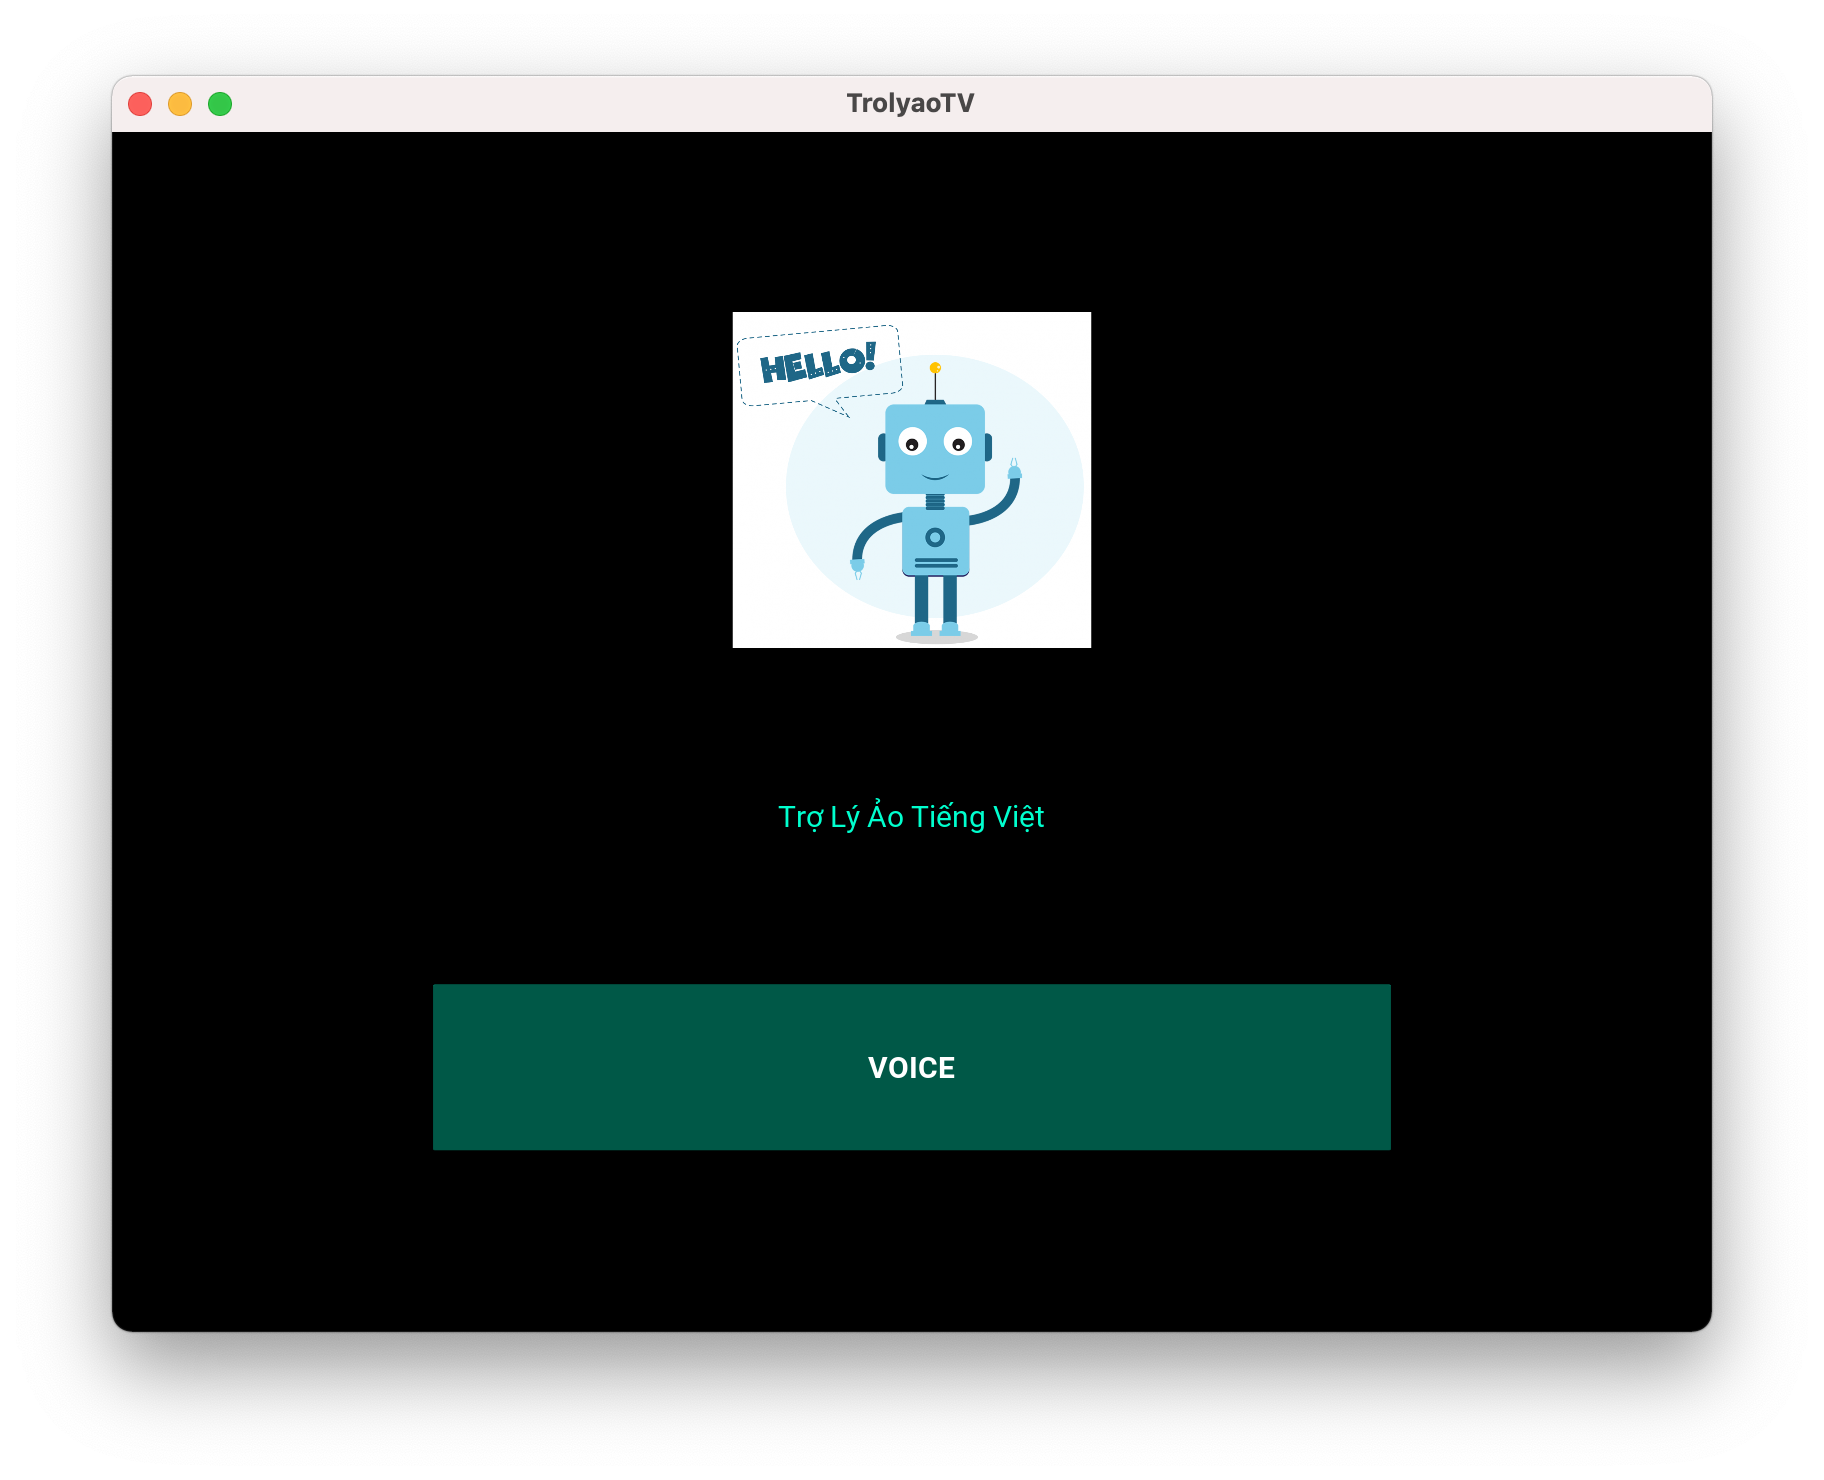 TrolyaoTV
HELLO!
Trợ Lý Ảo Tiếng Việt
VOICE